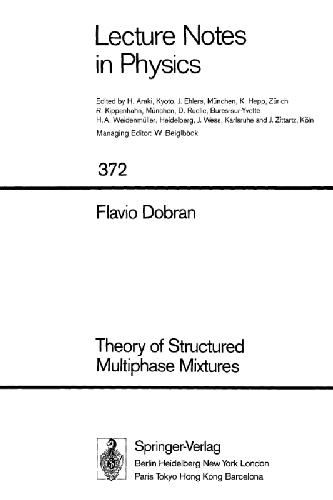 Lecture Notes
in Physics
Edited by H. Araki, Kyoto, J. Ehlers, München, K. Hepp, Zürich
R. Kippenhahn, München, D. Ruelle, Bures-sur-Yvette
H. A. Weidenmüller, Heidelberg, J. Wess, Karlsruhe and J. Zittartz, Köln
Managing Editor: W. Beiglböck
372
Flavio Dobran
Theory of Structured
Multiphase Mixtures
Springer-Verlag
Berlin Heidelberg New York London
Paris Tokyo Hong Kong Barcelona